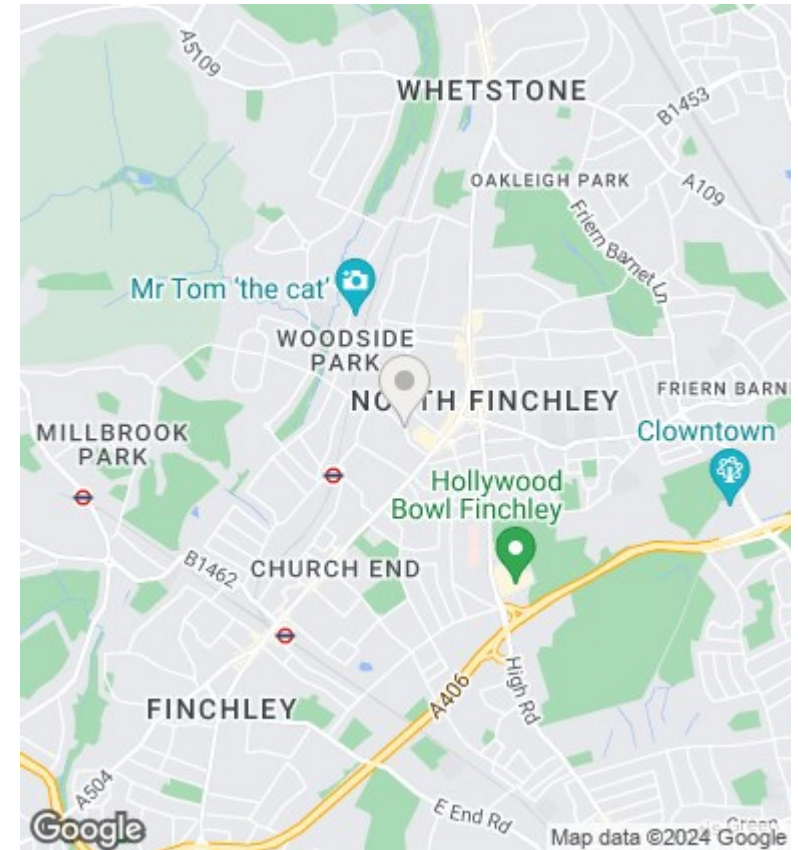 A5109
WHETSTONE
B1453
OAKLEIGH PARK
A109
Friern Barnet Ln
Mr Tom 'the cat'
WOODSIDE
PARK
NORTH FINCHLEY
FRIERN BARN
MILLBROOK
PARK
Clowntown
Hollywood
Bowl Finchley
B1462
CHURCH END
High Rd
A406
FINCHLEY
A504
E End Rd
Green
Google
Map data ©2024 Google